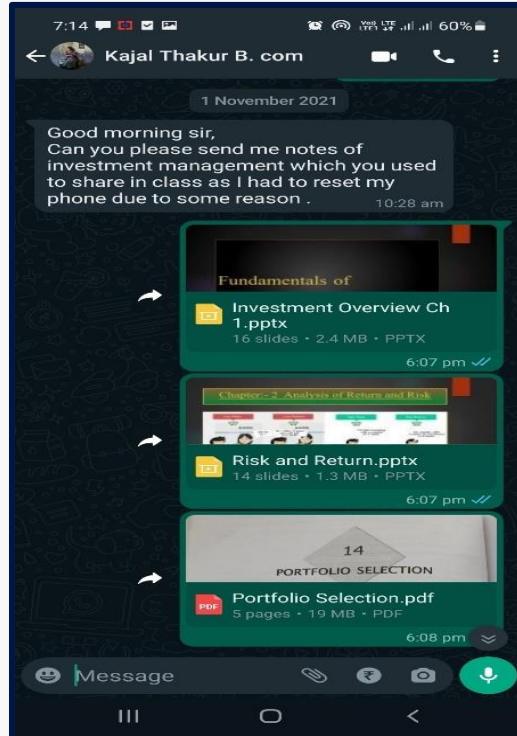 7:14
60%
Kajal Thakur B. com
1 November 2021
Good morning sir,
Can you please send me notes of
investment management which you used
to share in class as I had to reset my
phone due to some reason .
10:28 am
Fundamentals of
Investment Overview Ch
1.pptx
16 slides • 2.4 MB • PPTX
6:07 pm
Chapter:- 2 Analysis of Return and Risk
Risk and Return.pptx
14 slides • 1.3 MB • PPTX
6:07 pm
14
PORTFOLIO SELECTION
PDF
Portfolio Selection.pdf
5 pages • 19 MB • PDF
6:08 pm
Message
₹